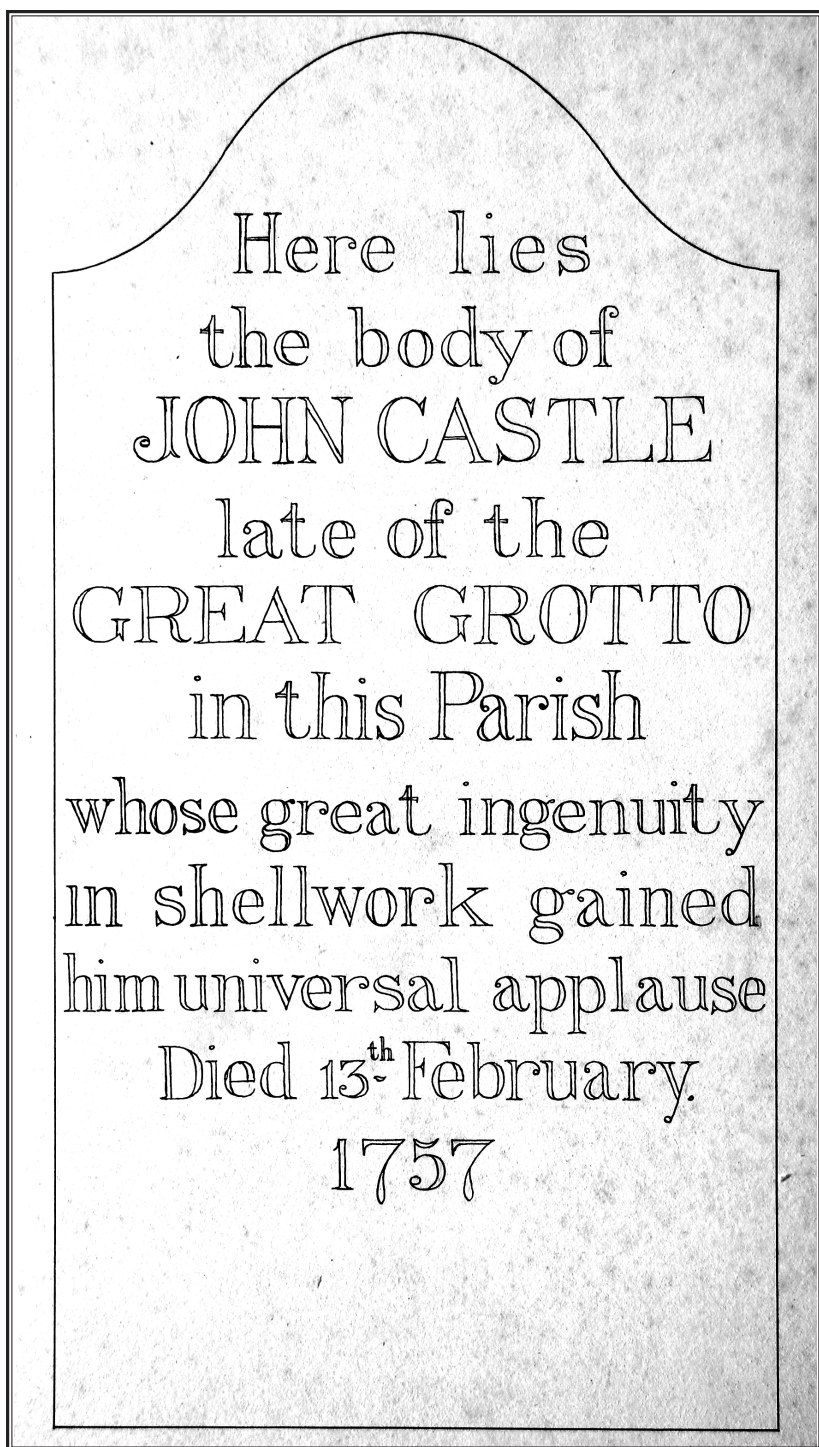 Here lies
the body of
JOHN CASTLE
late of the
GREAT GROTTO
in this Parish
whose great ingenuity
in shellwork gained
him universal applause
Died 13th February.
1757